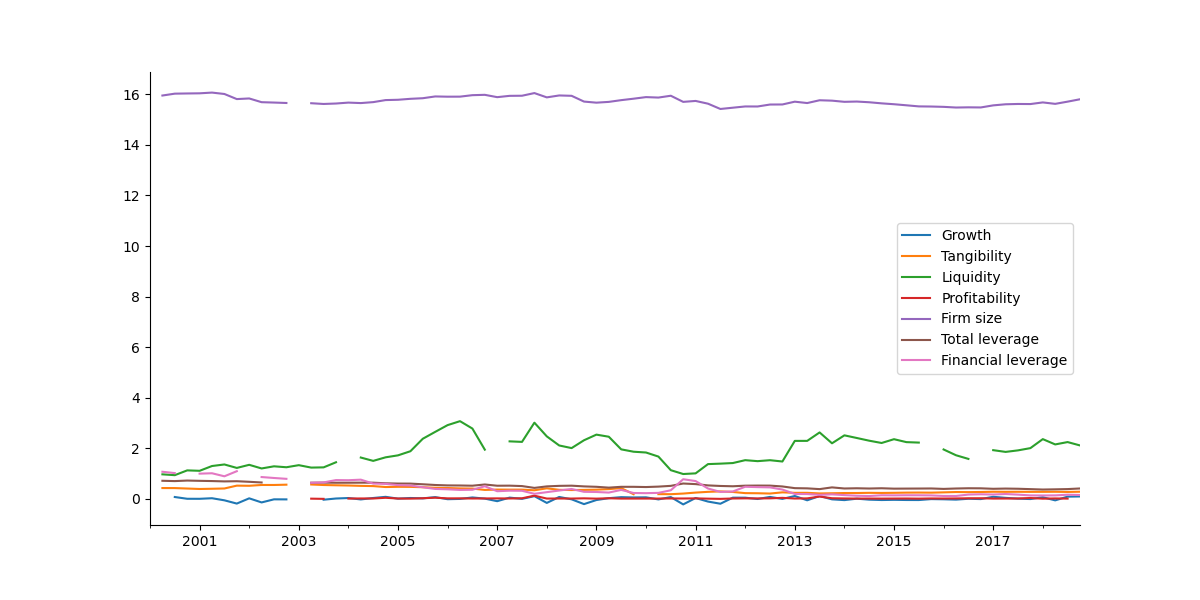 16
14
12
10
8
6
4
2
0
2001 2003 2005 2007 2009 2011 2013 2015 2017
Growth
Tangibility
Liquidity
Profitability
Firm size
Total leverage
Financial leverage